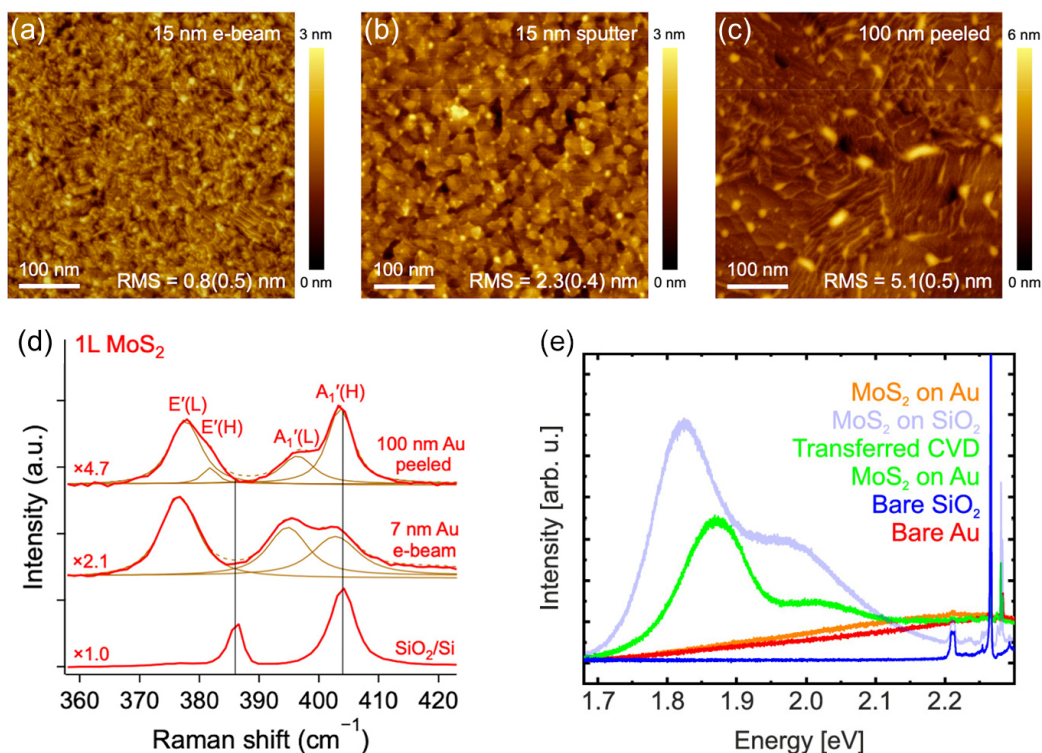 (a)
15 nm e-beam
100 nm
RMS = 0.8(0.5) nm
3 nm
0 nm
(b)
15 nm sputter
100 nm
RMS = 2.3(0.4) nm
3 nm
0 nm
(c)
100 nm peeled
100 nm
RMS = 5.1(0.5) nm
6 nm
0 nm
(d)
1L MoS₂
E′(L)
E′(H)
A₁′(L)
A₁′(H)
100 nm Au
peeled
×4.7
7 nm Au
e-beam
×2.1
SiO₂/Si
×1.0
Intensity (a.u.)
360 370 380 390 400 410 420
Raman shift (cm⁻¹)
(e)
MoS₂ on Au
MoS₂ on SiO₂
Transferred CVD
MoS₂ on Au
Bare SiO₂
Bare Au
Intensity [arb. u.]
1.7 1.8 1.9 2.0 2.1 2.2
Energy [eV]